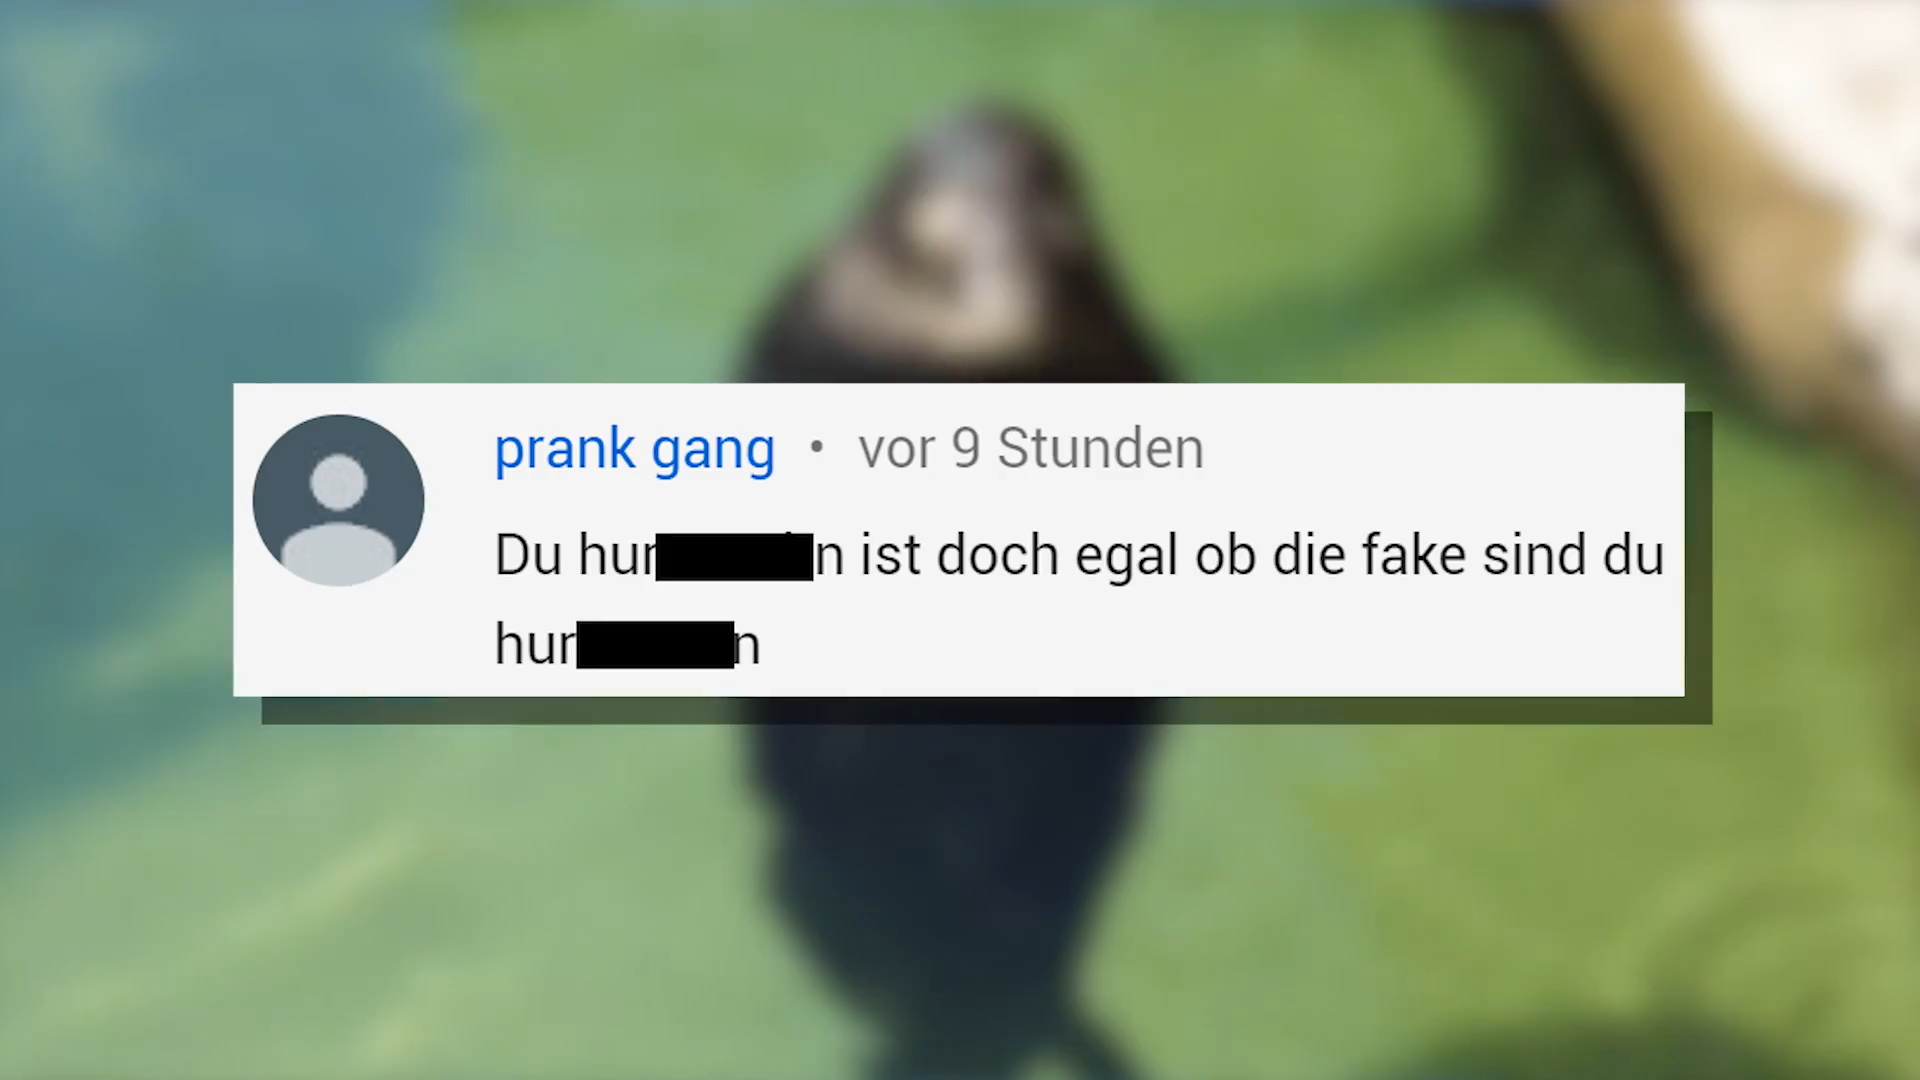 prank gang • vor 9 Stunden
Du hur n ist doch egal ob die fake sind du
hur n